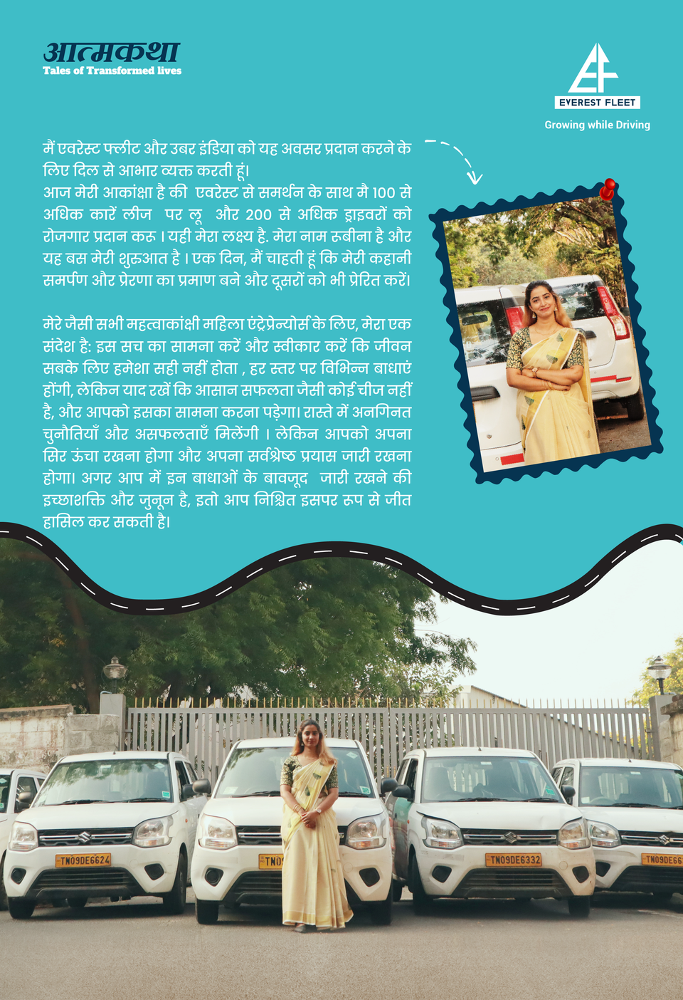 आत्मकथा
Tales of Transformed lives
EVEREST FLEET
Growing while Driving
मैं एवरेस्ट फ्लीट और उबर इंडिया को यह अवसर प्रदान करने के
लिए दिल से आभार व्यक्त करती हूं।
आज मेरी आकांक्षा है की एवरेस्ट से समर्थन के साथ मै 100 से
अधिक कारें लीज पर लू और 200 से अधिक ड्राइवरों को
रोजगार प्रदान करू । यही मेरा लक्ष्य है. मेरा नाम रूबीना है और
यह बस मेरी शुरुआत है । एक दिन, मैं चाहती हूं कि मेरी कहानी
समर्पण और प्रेरणा का प्रमाण बने और दूसरों को भी प्रेरित करें।
मेरे जैसी सभी महत्वाकांक्षी महिला एंट्रेप्रेन्योर्स के लिए, मेरा एक
संदेश है: इस सच का सामना करें और स्वीकार करें कि जीवन
सबके लिए हमेशा सही नहीं होता , हर स्तर पर विभिन्न बाधाएं
होंगी, लेकिन याद रखें कि आसान सफलता जैसी कोई चीज नहीं
है, और आपको इसका सामना करना पड़ेगा। रास्ते में अनगिनत
चुनौतियाँ और असफलताएँ मिलेंगी । लेकिन आपको अपना
सिर ऊंचा रखना होगा और अपना सर्वश्रेष्ठ प्रयास जारी रखना
होगा। अगर आप में इन बाधाओं के बावजूद जारी रखने की
इच्छाशक्ति और जुनून है, इतो आप निश्चित इसपर रूप से जीत
हासिल कर सकती है।
TN09DE6624
TN09DE6332